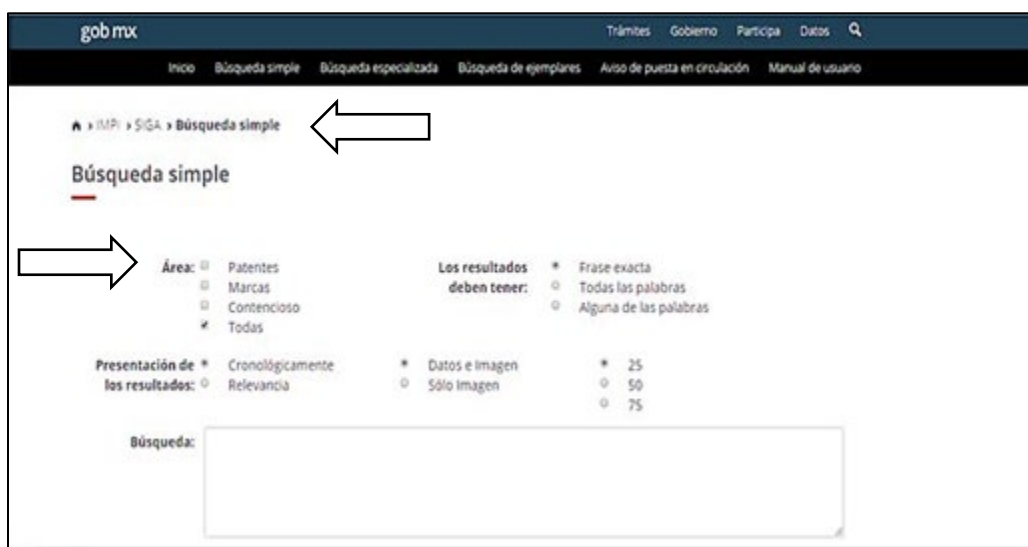 gob mx
Trámites Gobierno Participa Datos
Inicio Búsqueda simple Búsqueda especializada Búsqueda de ejemplares Aviso de puesta en circulación Manual de usuario
IMPI SIGA Búsqueda simple
Búsqueda simple
Área: Patentes
Marcas
Contencioso
Todas
Los resultados deben tener:
Frase exacta
Todas las palabras
Alguna de las palabras
Presentación de los resultados:
Cronológicamente
Relevancia
Datos e Imagen
Sólo Imagen
25
50
75
Búsqueda: